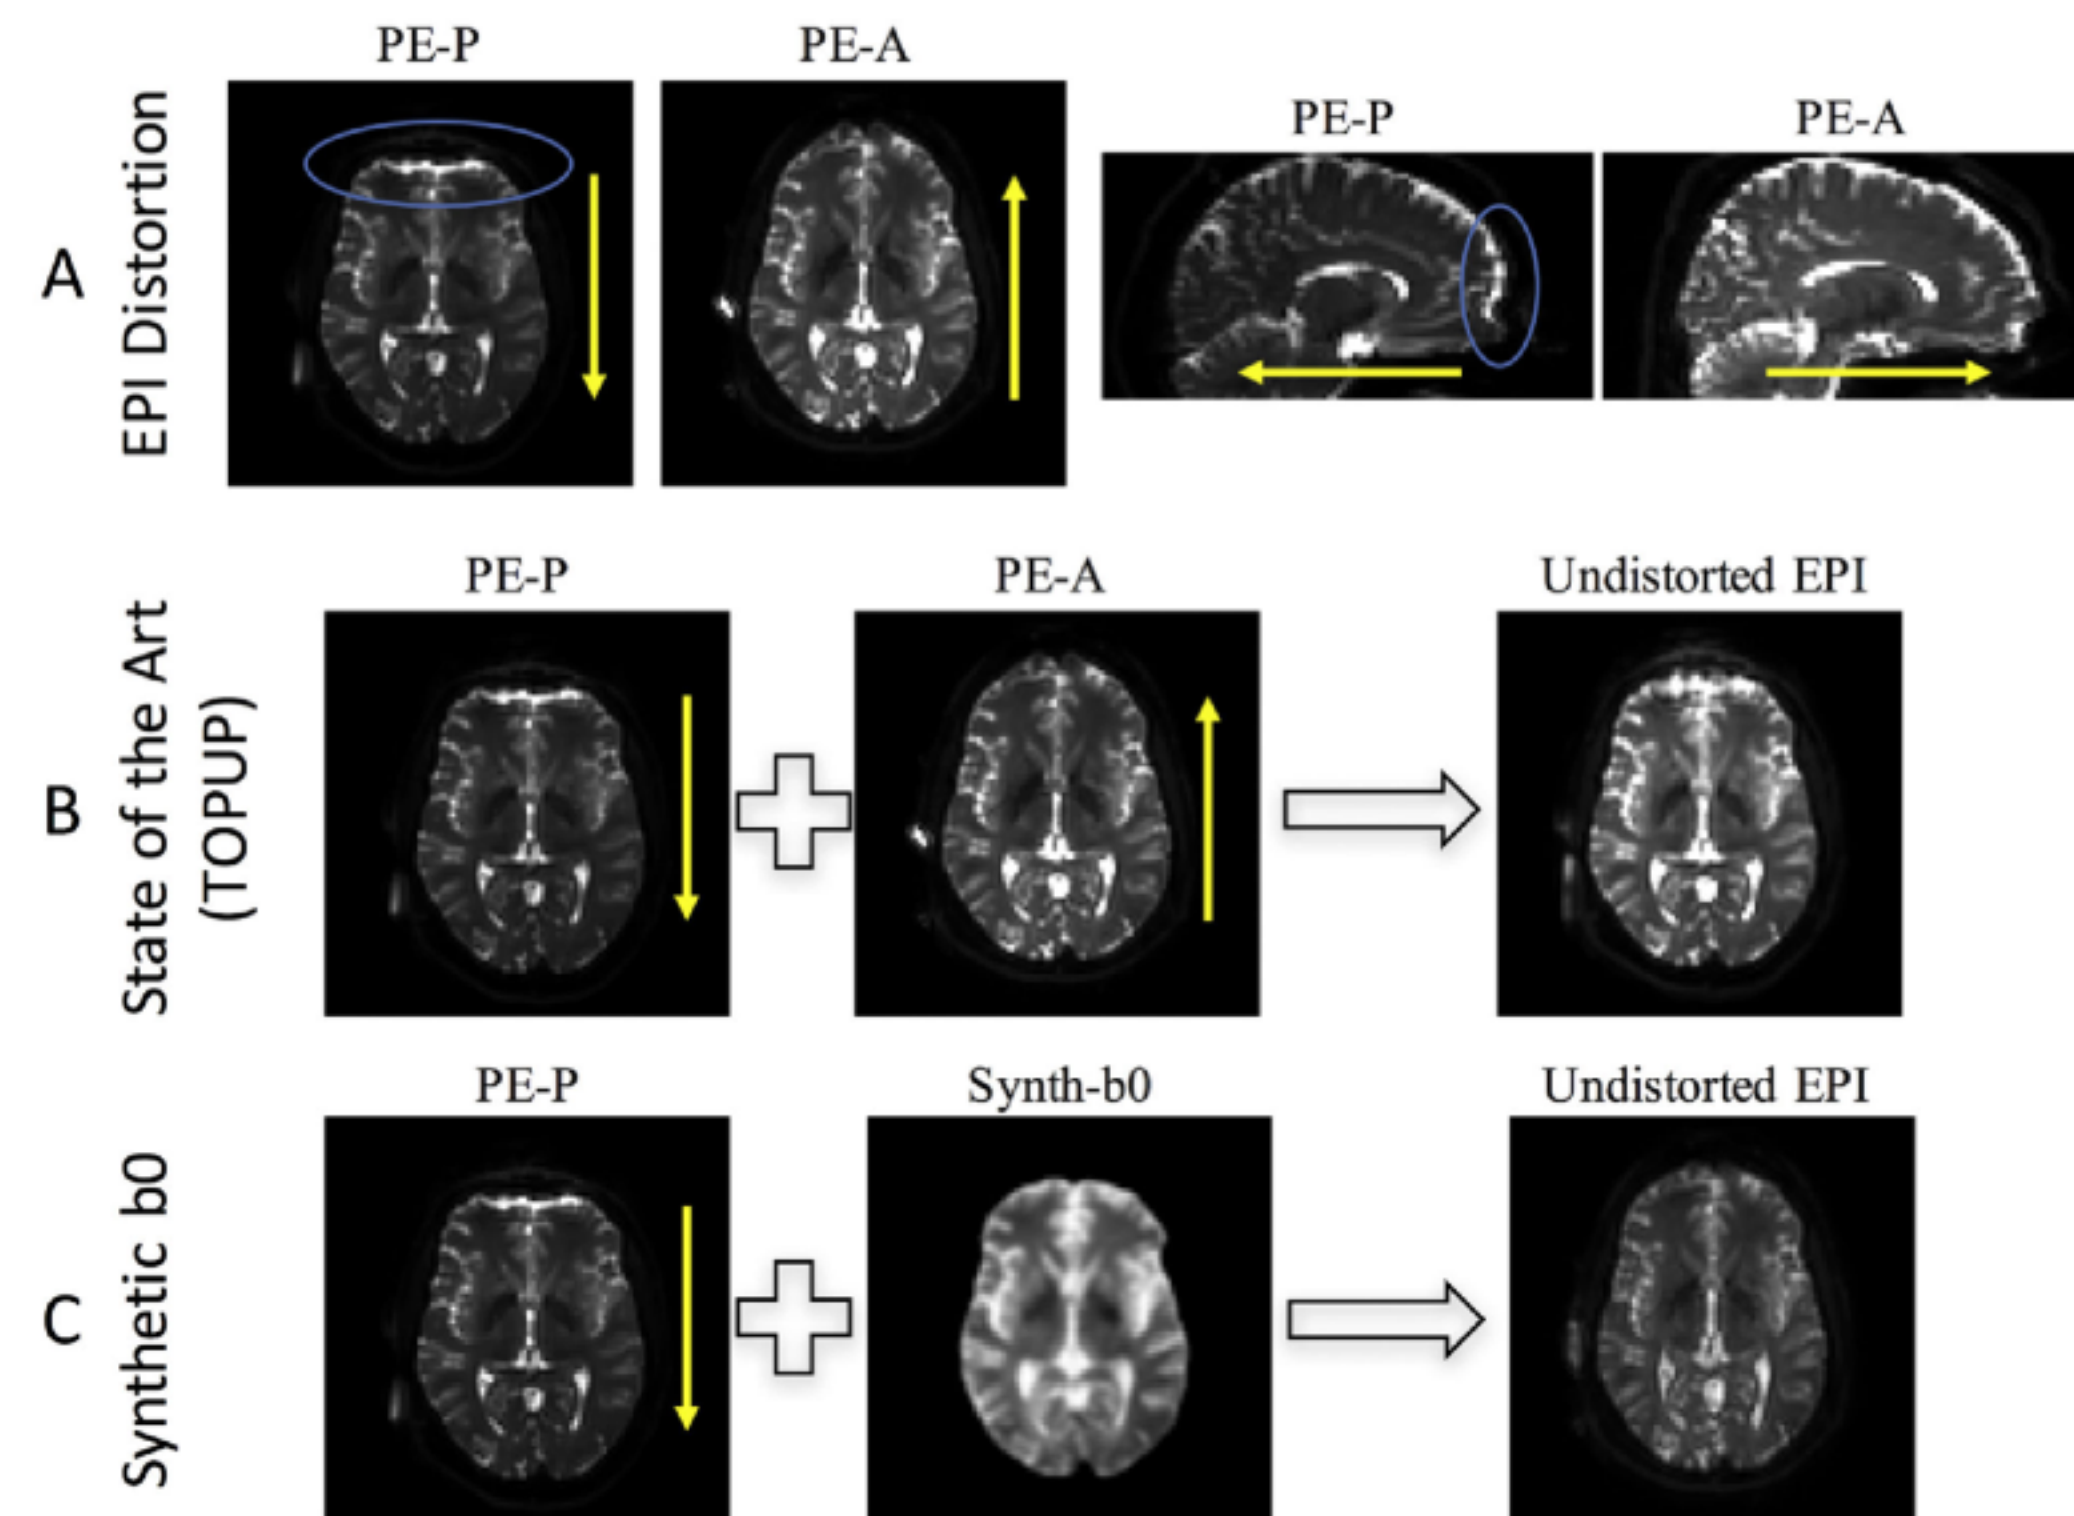 PE-P
PE-A
PE-P
PE-A
A
EPI Distortion
PE-P
PE-A
Undistorted EPI
B
State of the Art
(TOPUP)
PE-P
Synth-b0
Undistorted EPI
C
Synthetic b0